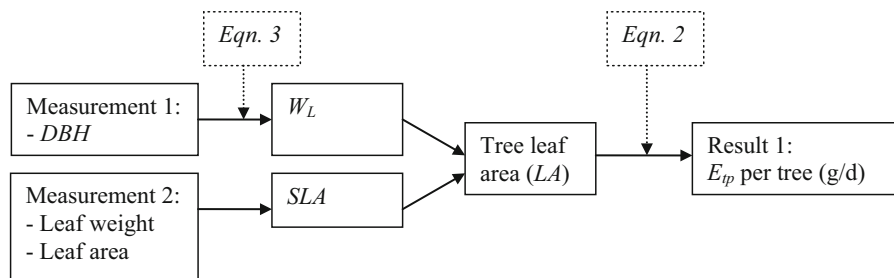 Eqn. 3
Eqn. 2
Measurement 1:
- DBH
W_L
Tree leaf
area (LA)
Result 1:
E_tp per tree (g/d)
Measurement 2:
- Leaf weight
- Leaf area
SLA